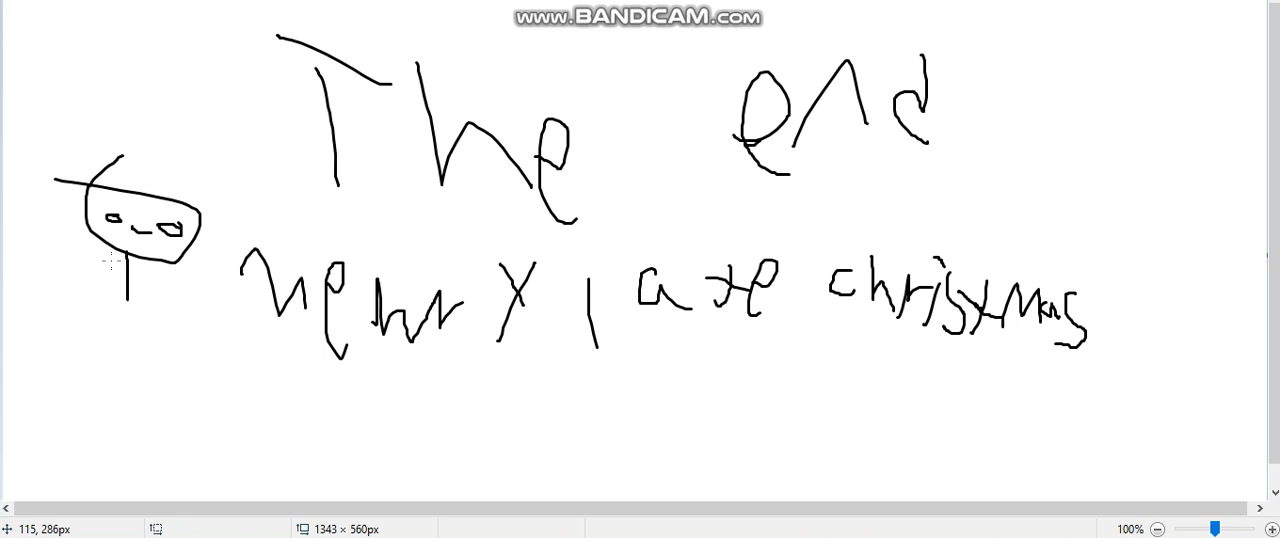 www.BANDICAM.com
The end
late christmas
115, 286px
1343 × 560px
100%